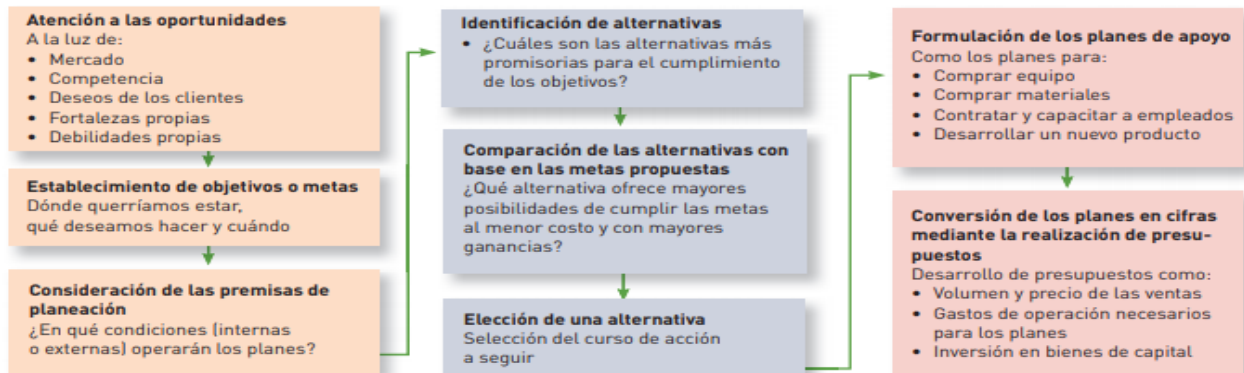 Atención a las oportunidades
A la luz de:
• Mercado
• Competencia
• Deseos de los clientes
• Fortalezas propias
• Debilidades propias
Establecimiento de objetivos o metas
Dónde querríamos estar,
qué deseamos hacer y cuándo
Consideración de las premisas de
planeación
¿En qué condiciones (internas
o externas) operarán los planes?
Identificación de alternativas
• ¿Cuáles son las alternativas más
promisorias para el cumplimiento
de los objetivos?
Comparación de las alternativas con
base en las metas propuestas
¿Qué alternativa ofrece mayores
posibilidades de cumplir las metas
al menor costo y con mayores
ganancias?
Elección de una alternativa
Selección del curso de acción
a seguir
Formulación de los planes de apoyo
Como los planes para:
• Comprar equipo
• Comprar materiales
• Contratar y capacitar a empleados
• Desarrollar un nuevo producto
Conversión de los planes en cifras
mediante la realización de presu-
puestos
Desarrollo de presupuestos como:
• Volumen y precio de las ventas
• Gastos de operación necesarios
para los planes
• Inversión en bienes de capital